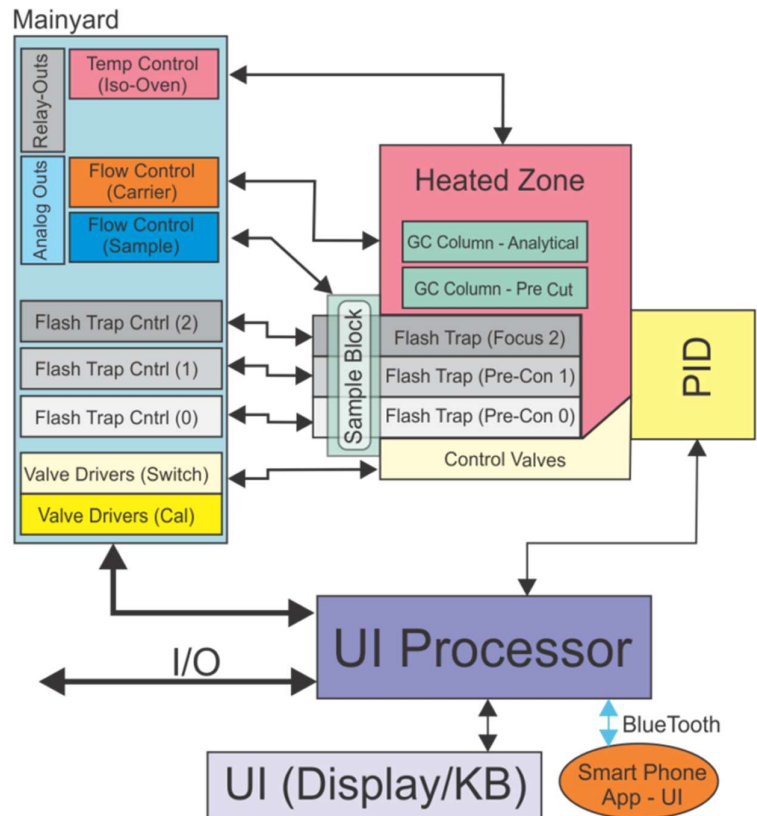 Mainyard
Relay-Outs
Temp Control
(Iso-Oven)
Analog Outs
Flow Control
(Carrier)
Flow Control
(Sample)
Flash Trap Cntrl (2)
Flash Trap Cntrl (1)
Flash Trap Cntrl (0)
Valve Drivers (Switch)
Valve Drivers (Cal)
Heated Zone
GC Column - Analytical
GC Column - Pre Cut
Sample Block
Flash Trap (Focus 2)
Flash Trap (Pre-Con 1)
Flash Trap (Pre-Con 0)
Control Valves
PID
UI Processor
I/O
BlueTooth
UI (Display/KB)
Smart Phone
App - UI